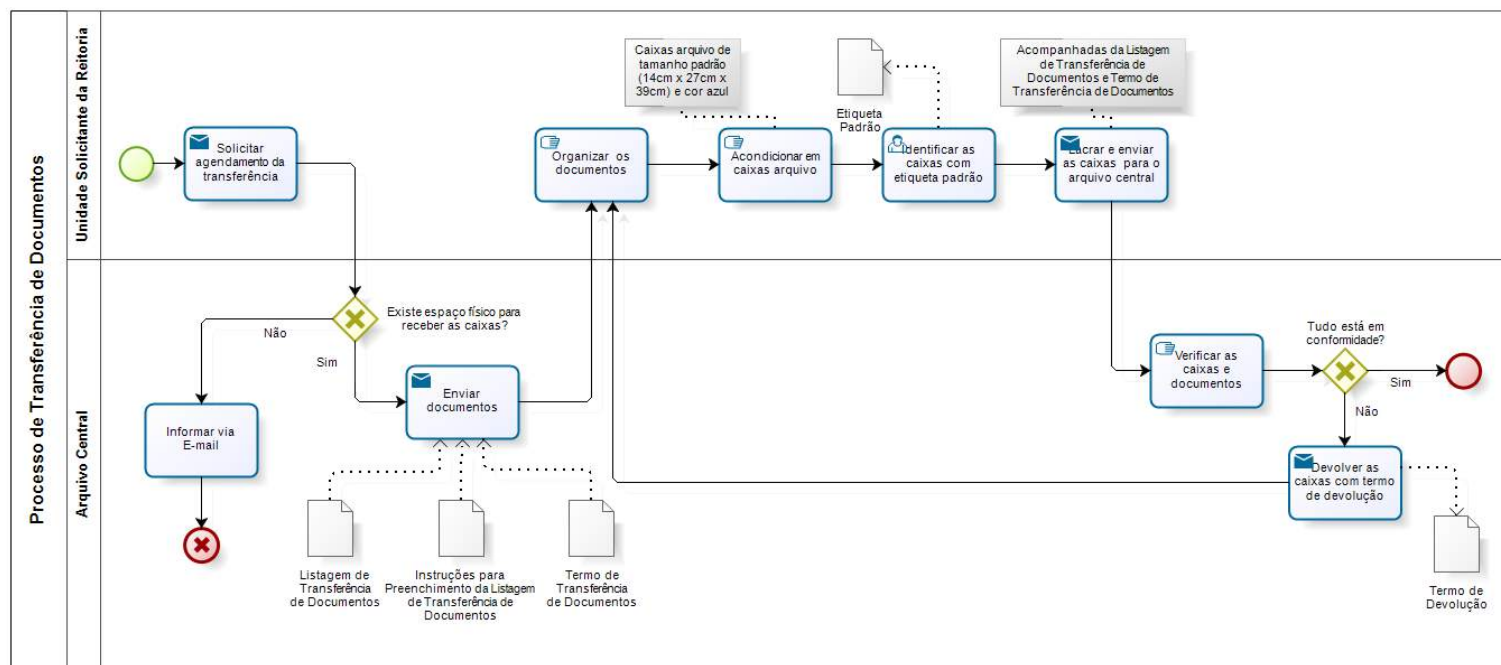 Processo de Transferência de Documentos
Unidade Solicitante da Reitoria
Solicitar
agendamento da
transferência
Organizar os
documentos
Caixas arquivo de
tamanho padrão
(14cm x 27cm x
39cm) e cor azul
Acondicionar em
caixas arquivo
Etiqueta
Padrão
Identificar as
caixas com
etiqueta padrão
Acompanhadas da Listagem
de Transferência de
Documentos e Termo de
Transferência de Documentos
Lacrar e enviar
as caixas para o
arquivo central
Arquivo Central
Existe espaço físico para
receber as caixas?
Não
Sim
Informar via
E-mail
Enviar
documentos
Listagem de
Transferência
de Documentos
Instruções para
Preenchimento da Listagem
de Transferência de
Documentos
Termo de
Transferência
de Documentos
Verificar as
caixas e
documentos
Tudo está em
conformidade?
Sim
Não
Devolver as
caixas com termo
de devolução
Termo de
Devolução